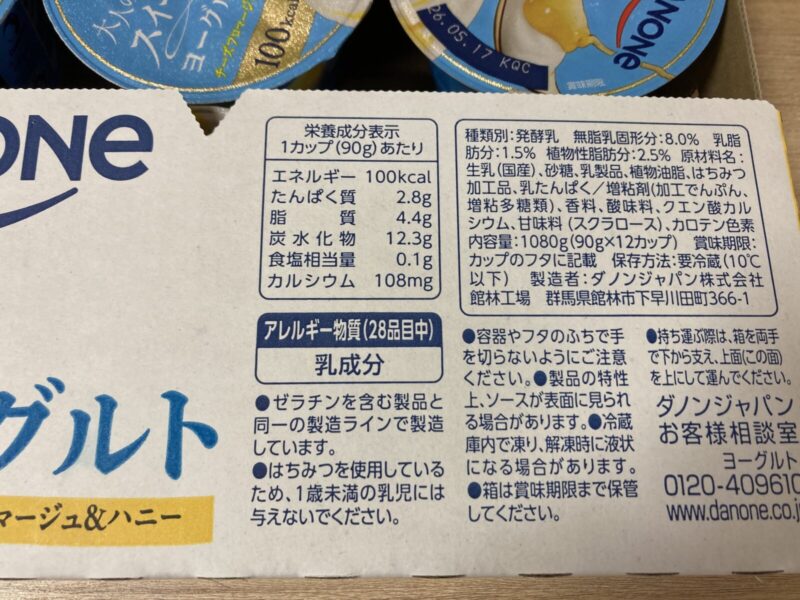 大人の
スイー
ヨーグルト
チーズフロマージュ
100kcal
26.05.17 KQC
DANONE
賞味期限
ONE
栄養成分表示
1カップ(90g)あたり
エネルギー 100kcal
たんぱく質 2.8g
脂質 4.4g
炭水化物 12.3g
食塩相当量 0.1g
カルシウム 108mg
アレルギー物質(28品目中)
乳成分
●ゼラチンを含む製品と
同一の製造ラインで製造
しています。
●はちみつを使用している
ため、1歳未満の乳児には
与えないでください。
種類別:発酵乳 無脂乳固形分:8.0% 乳脂
肪分:1.5% 植物性脂肪分:2.5% 原材料名:
生乳(国産)、砂糖、乳製品、植物油脂、はちみつ
加工品、乳たんぱく/増粘剤(加工でんぷん、
増粘多糖類)、香料、酸味料、クエン酸カル
シウム、甘味料(スクラロース)、カロテン色素
内容量:1080g(90g×12カップ) 賞味期限:
カップのフタに記載 保存方法:要冷蔵(10℃
以下) 製造者:ダノンジャパン株式会社
館林工場 群馬県館林市下早川田町366-1
●容器やフタのふちで手
を切らないようにご注意
ください。●製品の特性
上、ソースが表面に見られ
る場合があります。●冷蔵
庫内で凍り、解凍時に液状
になる場合があります。
●箱は賞味期限まで保管
してください。
●持ち運ぶ際は、箱を両手
で下から支え、上面(この面)
を上にして運んでください。
ダノンジャパン
お客様相談室
ヨーグルト
0120-409610
www.danone.co.j
グルト
マージュ&ハニー